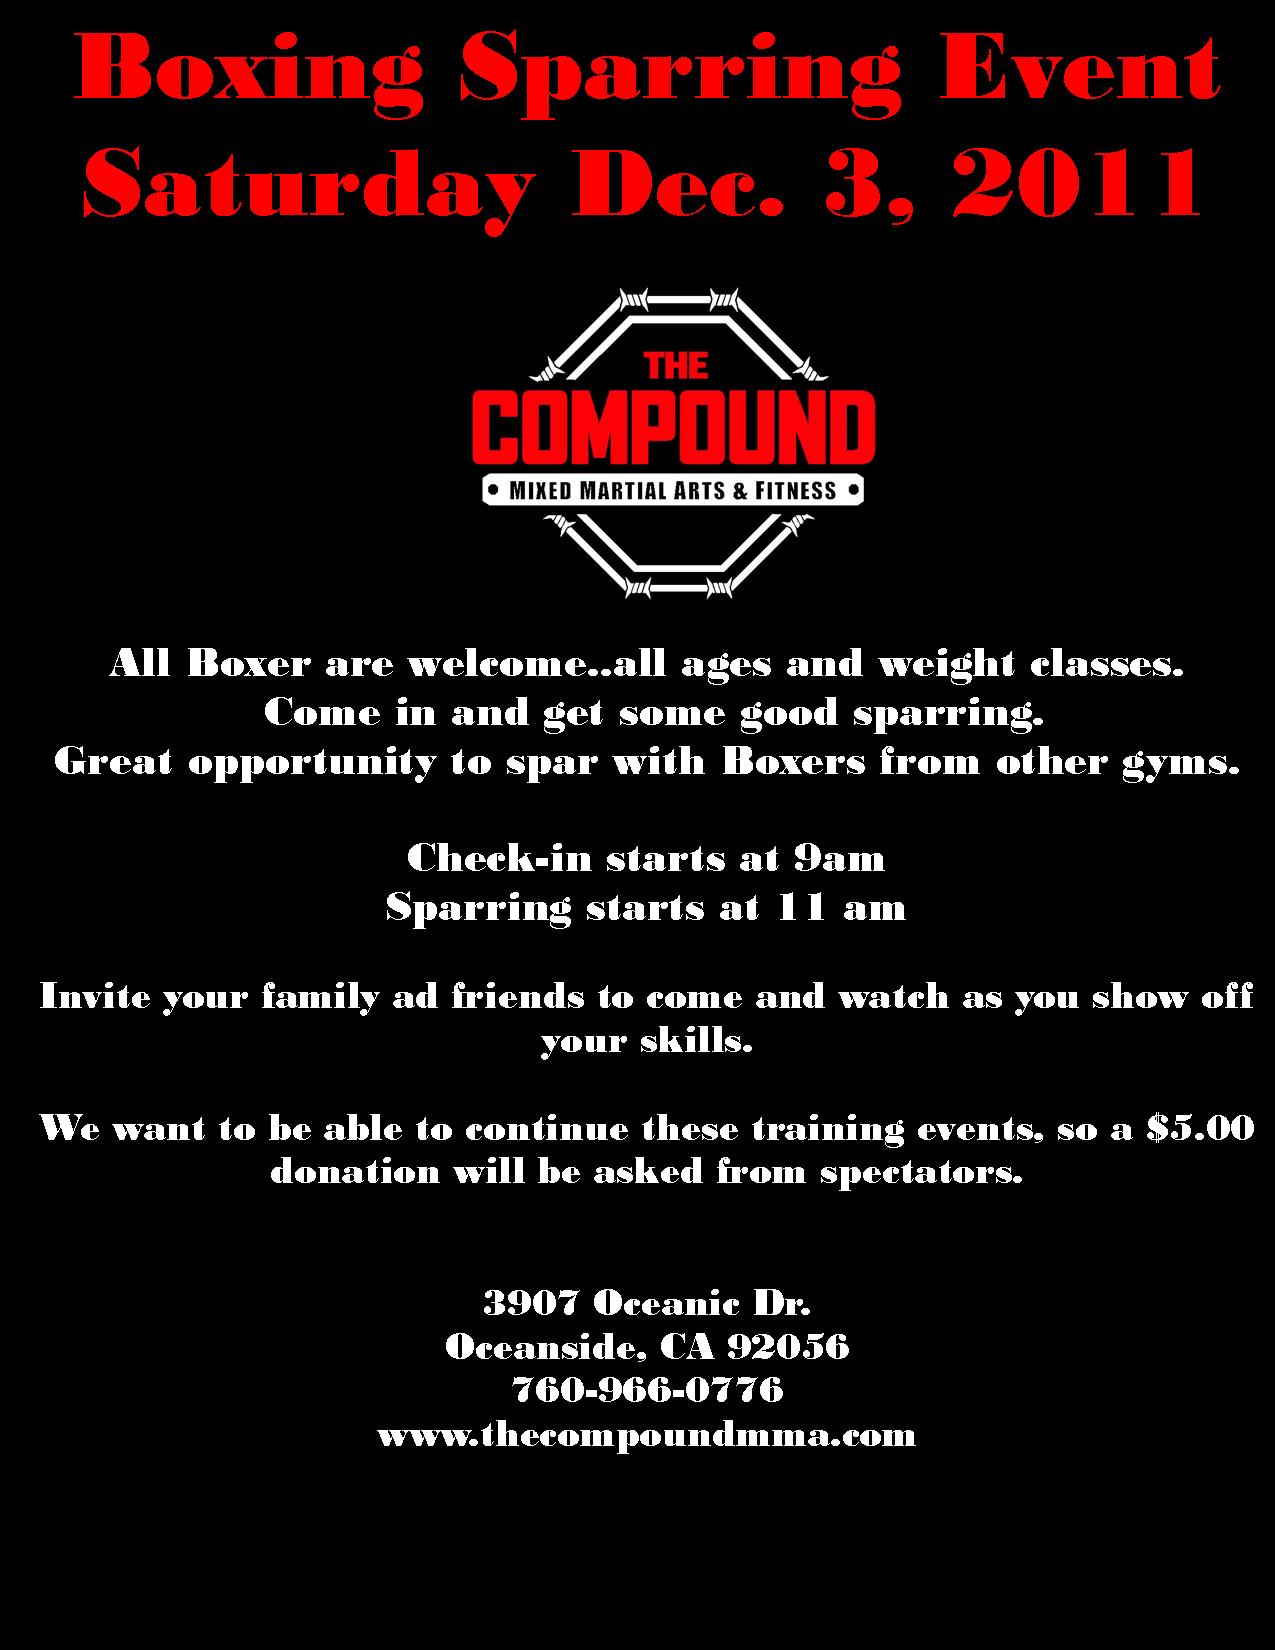 Boxing Sparring Event
Saturday Dec. 3, 2011
THE
COMPOUND
• MIXED MARTIAL ARTS & FITNESS •
All Boxer are welcome..all ages and weight classes.
Come in and get some good sparring.
Great opportunity to spar with Boxers from other gyms.
Check-in starts at 9am
Sparring starts at 11 am
Invite your family ad friends to come and watch as you show off
your skills.
We want to be able to continue these training events, so a $5.00
donation will be asked from spectators.
3907 Oceanic Dr.
Oceanside, CA 92056
760-966-0776
www.thecompoundmma.com